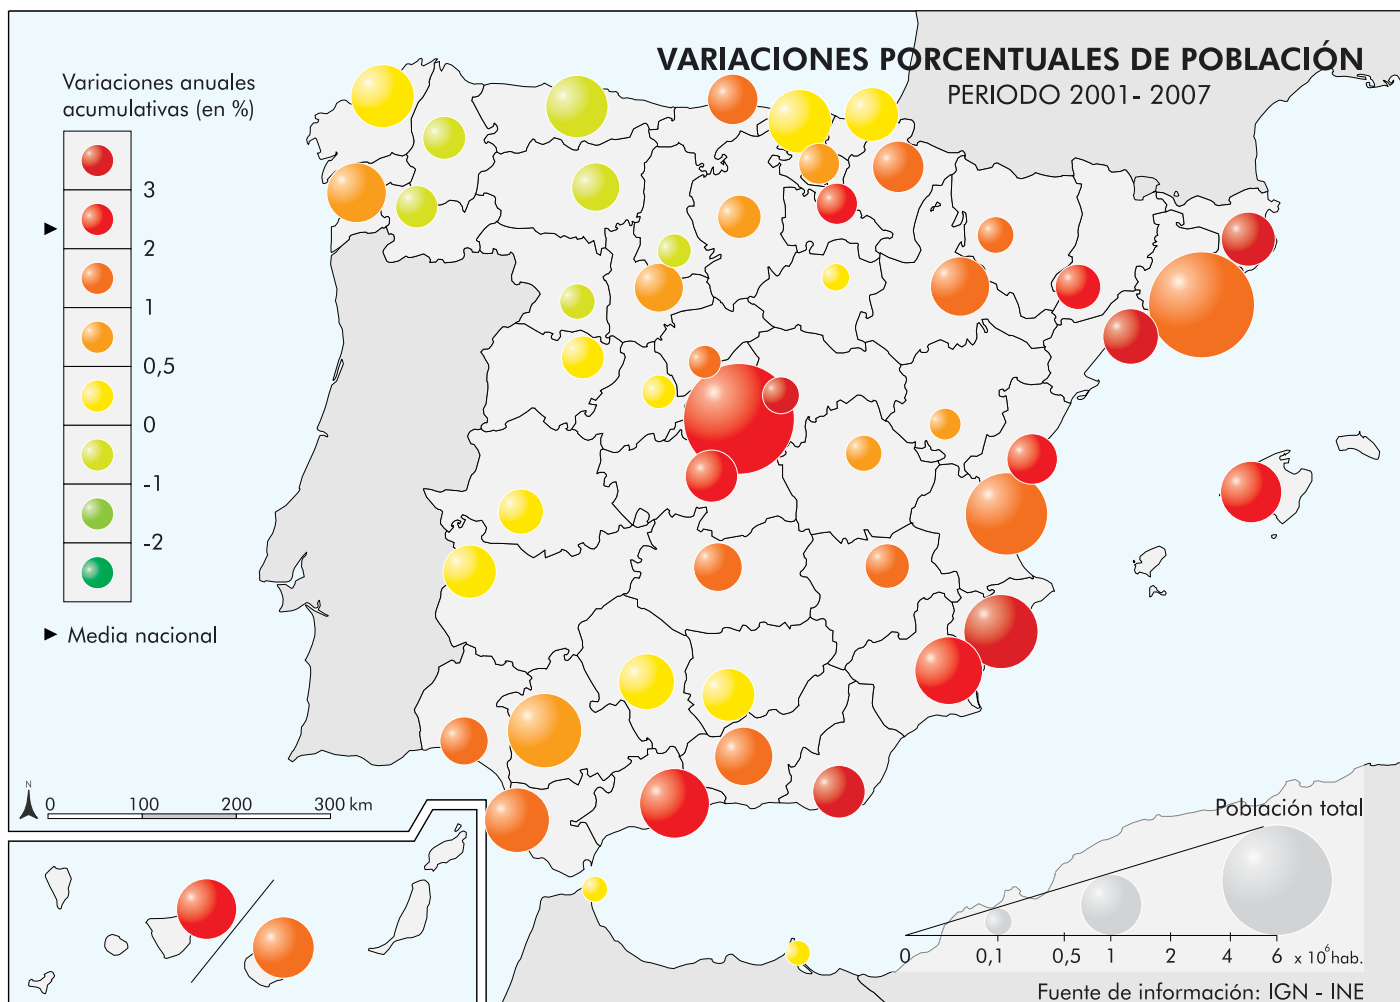 VARIACIONES PORCENTUALES DE POBLACIÓN
PERIODO 2001- 2007
Variaciones anuales
acumulativas (en %)
3
2
1
0,5
0
-1
-2
► Media nacional
N
0 100 200 300 km
Población total
0 0,1 0,5 1 2 4 6 x 10⁶ hab.
Fuente de información: IGN - INE